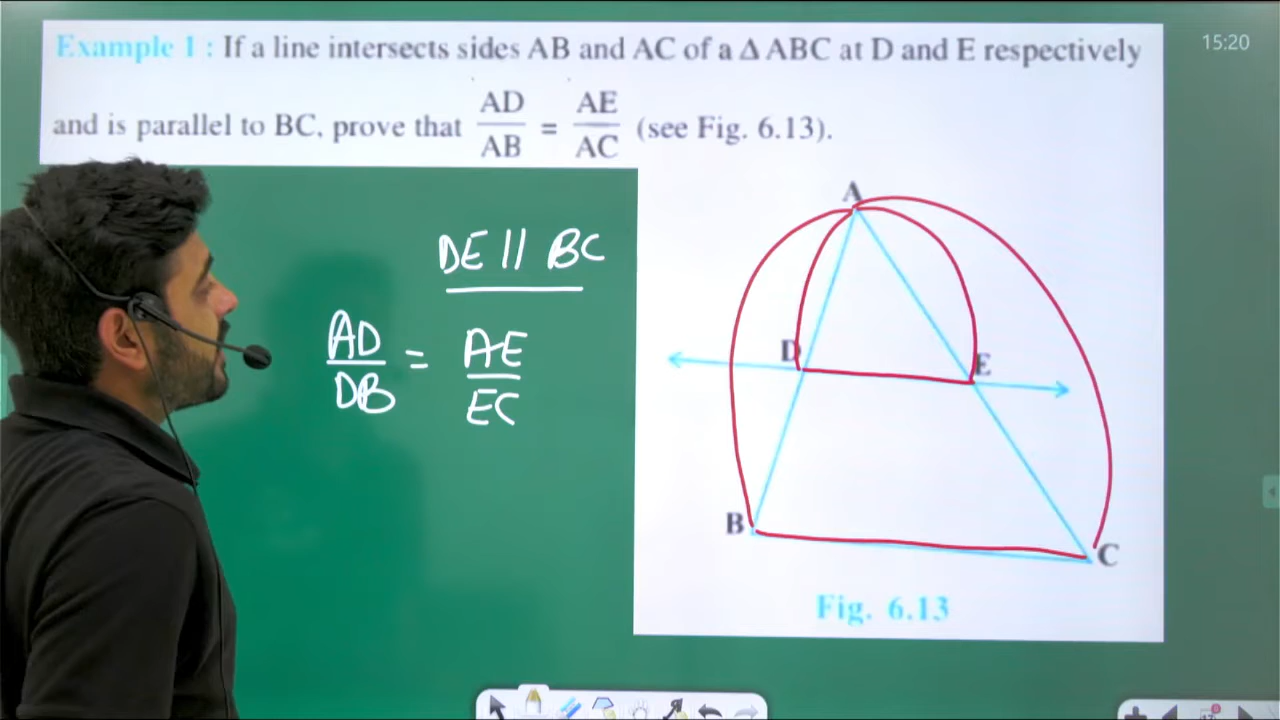 Example 1 : If a line intersects sides AB and AC of a Δ ABC at D and E respectively
and is parallel to BC, prove that AD/AB = AE/AC (see Fig. 6.13).
15:20
DE || BC
AD/DB = AE/EC
A
D
E
B
C
Fig. 6.13